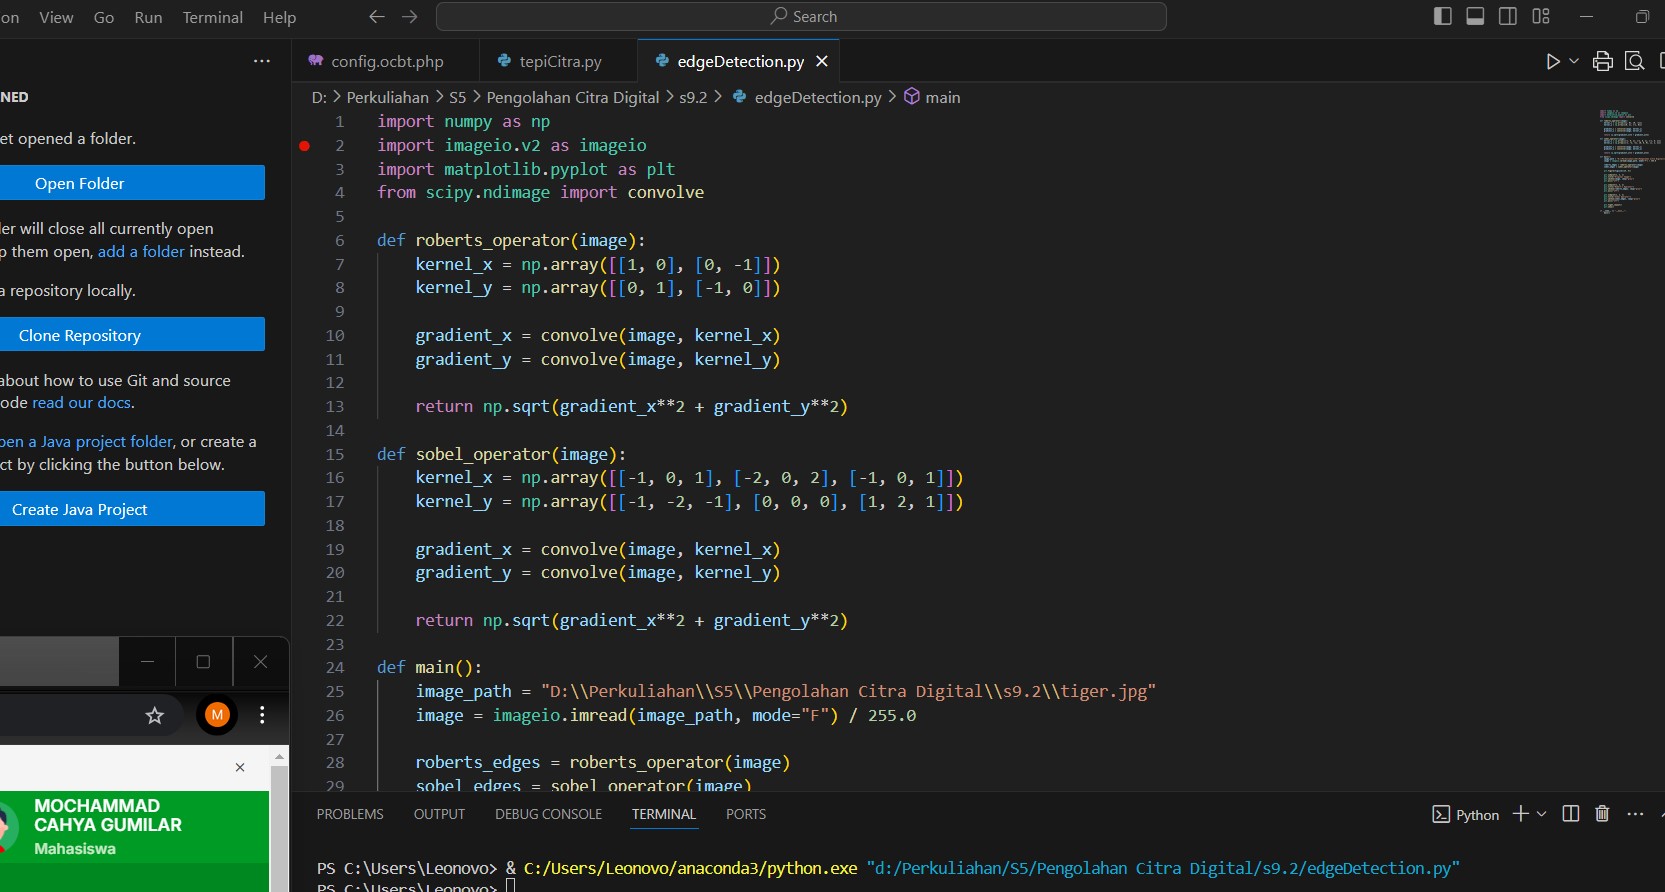 on View Go Run Terminal Help
Search
NED
et opened a folder.
Open Folder
er will close all currently open
p them open, add a folder instead.
a repository locally.
Clone Repository
about how to use Git and source
ode read our docs.
pen a Java project folder, or create a
ct by clicking the button below.
Create Java Project
M
MOCHAMMAD
CAHYA GUMILAR
Mahasiswa
config.ocbt.php
tepiCitra.py
edgeDetection.py
D: > Perkuliahan > S5 > Pengolahan Citra Digital > s9.2 > edgeDetection.py > main
1 import numpy as np
2 import imageio.v2 as imageio
3 import matplotlib.pyplot as plt
4 from scipy.ndimage import convolve
5
6 def roberts_operator(image):
7 kernel_x = np.array([[1, 0], [0, -1]])
8 kernel_y = np.array([[0, 1], [-1, 0]])
9
10 gradient_x = convolve(image, kernel_x)
11 gradient_y = convolve(image, kernel_y)
12
13 return np.sqrt(gradient_x**2 + gradient_y**2)
14
15 def sobel_operator(image):
16 kernel_x = np.array([[-1, 0, 1], [-2, 0, 2], [-1, 0, 1]])
17 kernel_y = np.array([[-1, -2, -1], [0, 0, 0], [1, 2, 1]])
18
19 gradient_x = convolve(image, kernel_x)
20 gradient_y = convolve(image, kernel_y)
21
22 return np.sqrt(gradient_x**2 + gradient_y**2)
23
24 def main():
25 image_path = "D:\\Perkuliahan\\S5\\Pengolahan Citra Digital\\s9.2\\tiger.jpg"
26 image = imageio.imread(image_path, mode="F") / 255.0
27
28 roberts_edges = roberts_operator(image)
29 sobel_edges = sobel_operator(image)
PROBLEMS OUTPUT DEBUG CONSOLE TERMINAL PORTS
Python
PS C:\Users\Leonovo> & C:/Users/Leonovo/anaconda3/python.exe "d:/Perkuliahan/S5/Pengolahan Citra Digital/s9.2/edgeDetection.py"
PS C:\Users\Leonovo>